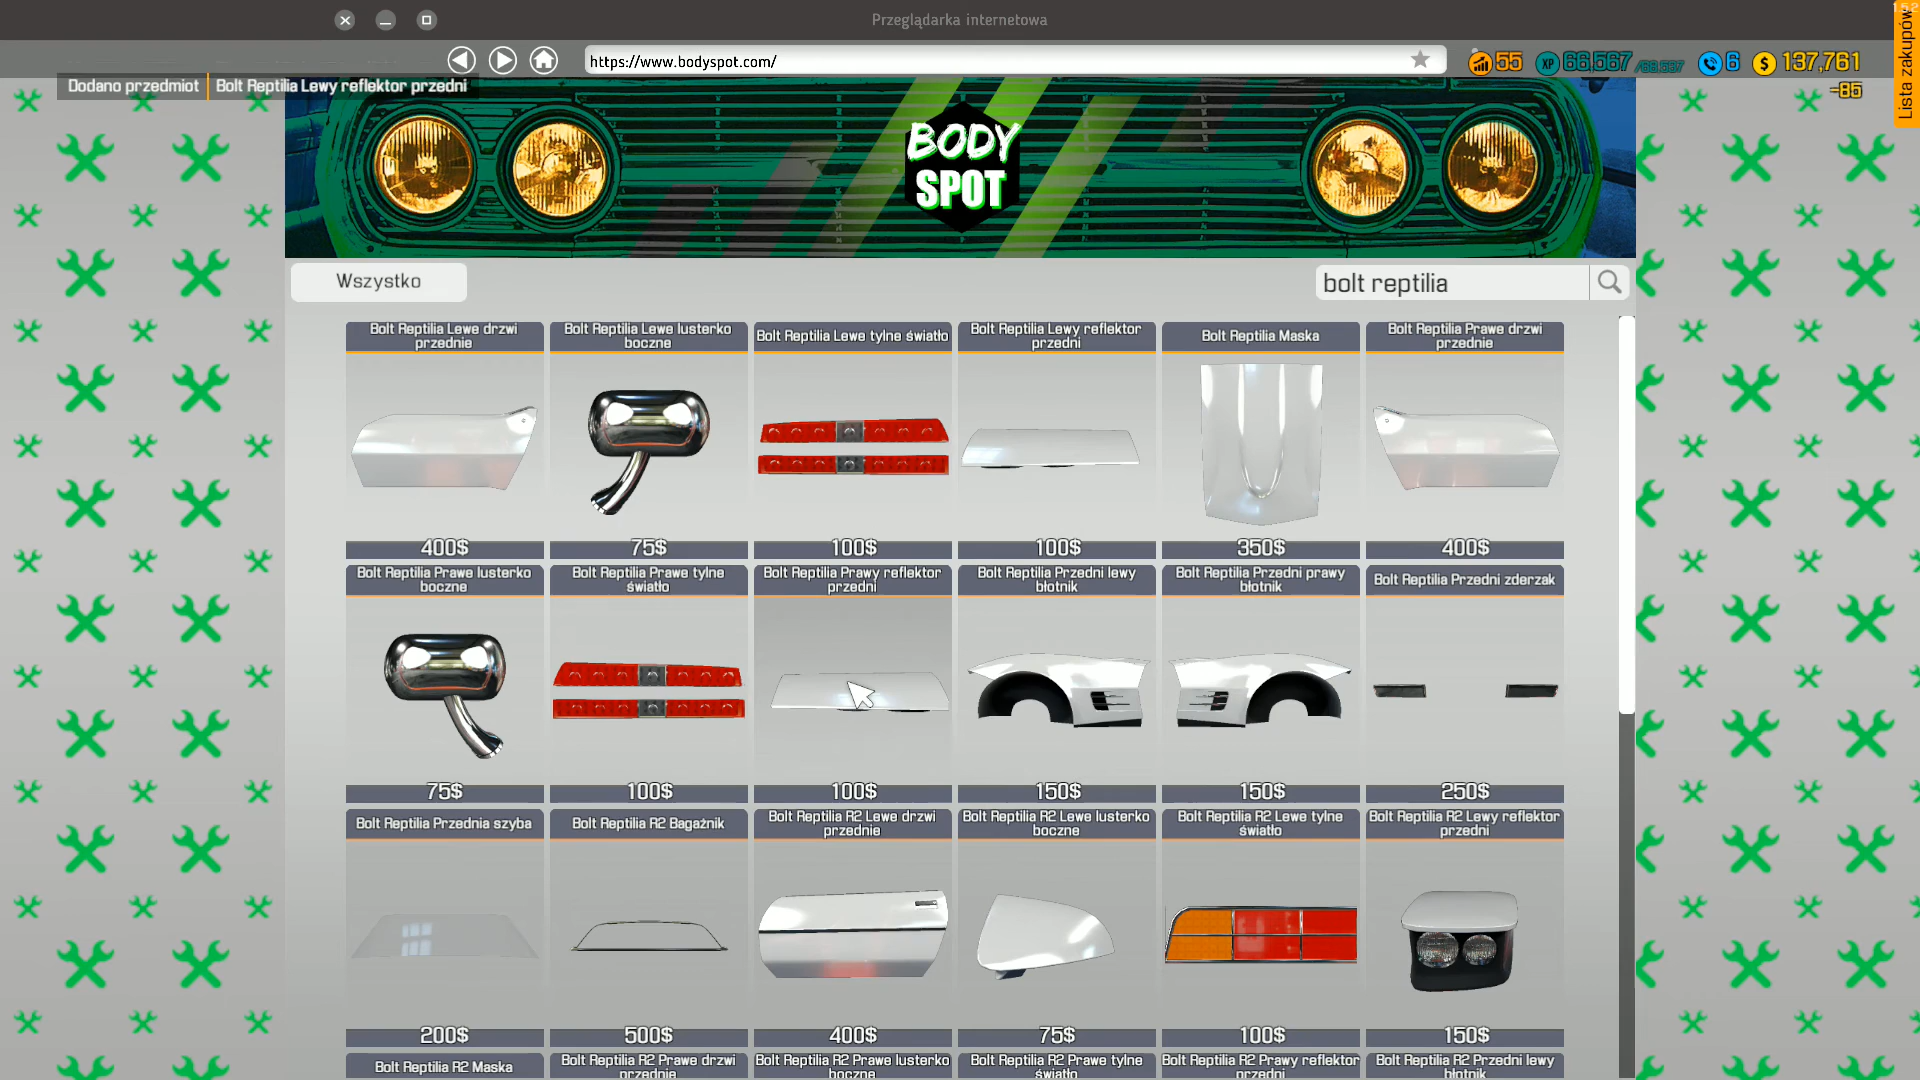 Przeglądarka internetowa
152
https://www.bodyspot.com/
55
XP 66,567
6
$ 137,761
-85
Lista zakupów
Dodano przedmiot
Bolt Reptilia Lewy reflektor przedni
BODY
SPOT
Wszystko
bolt reptilia
Bolt Reptilia Lewe drzwi
przednie
Bolt Reptilia Lewe lusterko
boczne
Bolt Reptilia Lewe tylne światło
Bolt Reptilia Lewy reflektor
przedni
Bolt Reptilia Maska
Bolt Reptilia Prawe drzwi
przednie
400$
75$
100$
100$
350$
400$
Bolt Reptilia Prawe lusterko
boczne
Bolt Reptilia Prawe tylne
światło
Bolt Reptilia Prawy reflektor
przedni
Bolt Reptilia Przedni lewy
błotnik
Bolt Reptilia Przedni prawy
błotnik
Bolt Reptilia Przedni zderzak
75$
100$
100$
150$
150$
250$
Bolt Reptilia Przednia szyba
Bolt Reptilia R2 Bagażnik
Bolt Reptilia R2 Lewe drzwi
przednie
Bolt Reptilia R2 Lewe lusterko
boczne
Bolt Reptilia R2 Lewe tylne
światło
Bolt Reptilia R2 Lewy reflektor
przedni
200$
500$
400$
75$
100$
150$
Bolt Reptilia R2 Maska
Bolt Reptilia R2 Prawe drzwi
przednie
Bolt Reptilia R2 Prawe lusterko
boczne
Bolt Reptilia R2 Prawe tylne
światło
Bolt Reptilia R2 Prawy reflektor
przedni
Bolt Reptilia R2 Przedni lewy
błotnik